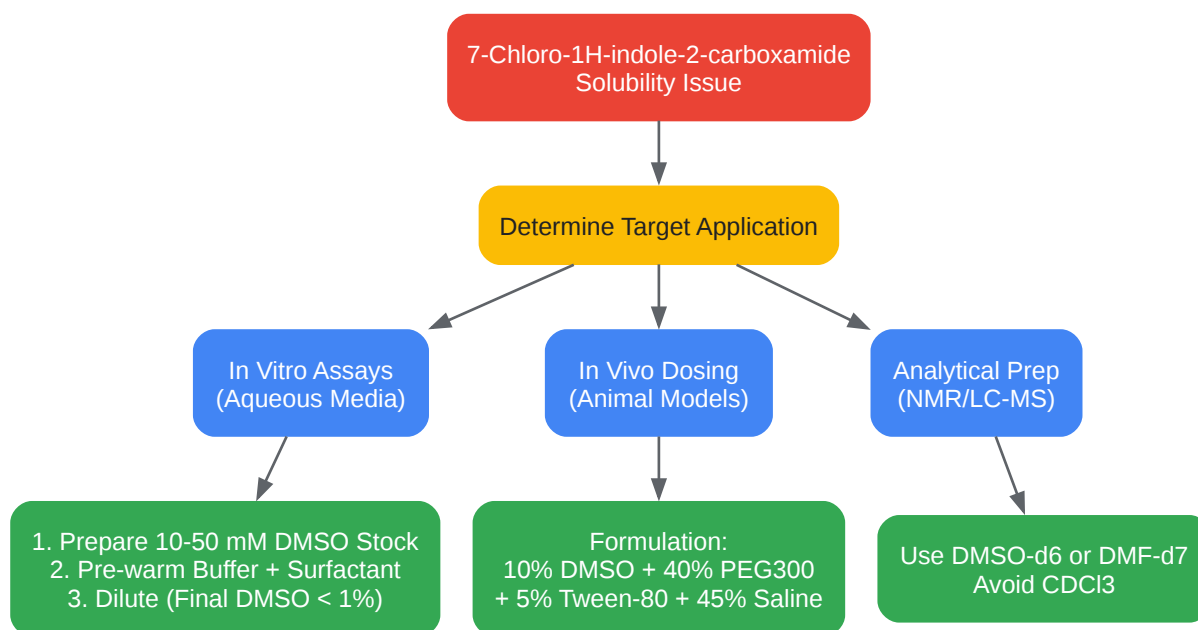 7-Chloro-1H-indole-2-carboxamide
Solubility Issue
Determine Target Application
In Vitro Assays
(Aqueous Media)
In Vivo Dosing
(Animal Models)
Analytical Prep
(NMR/LC-MS)
1. Prepare 10-50 mM DMSO Stock
2. Pre-warm Buffer + Surfactant
3. Dilute (Final DMSO < 1%)
Formulation:
10% DMSO + 40% PEG300
+ 5% Tween-80 + 45% Saline
Use DMSO-d6 or DMF-d7
Avoid CDCl3